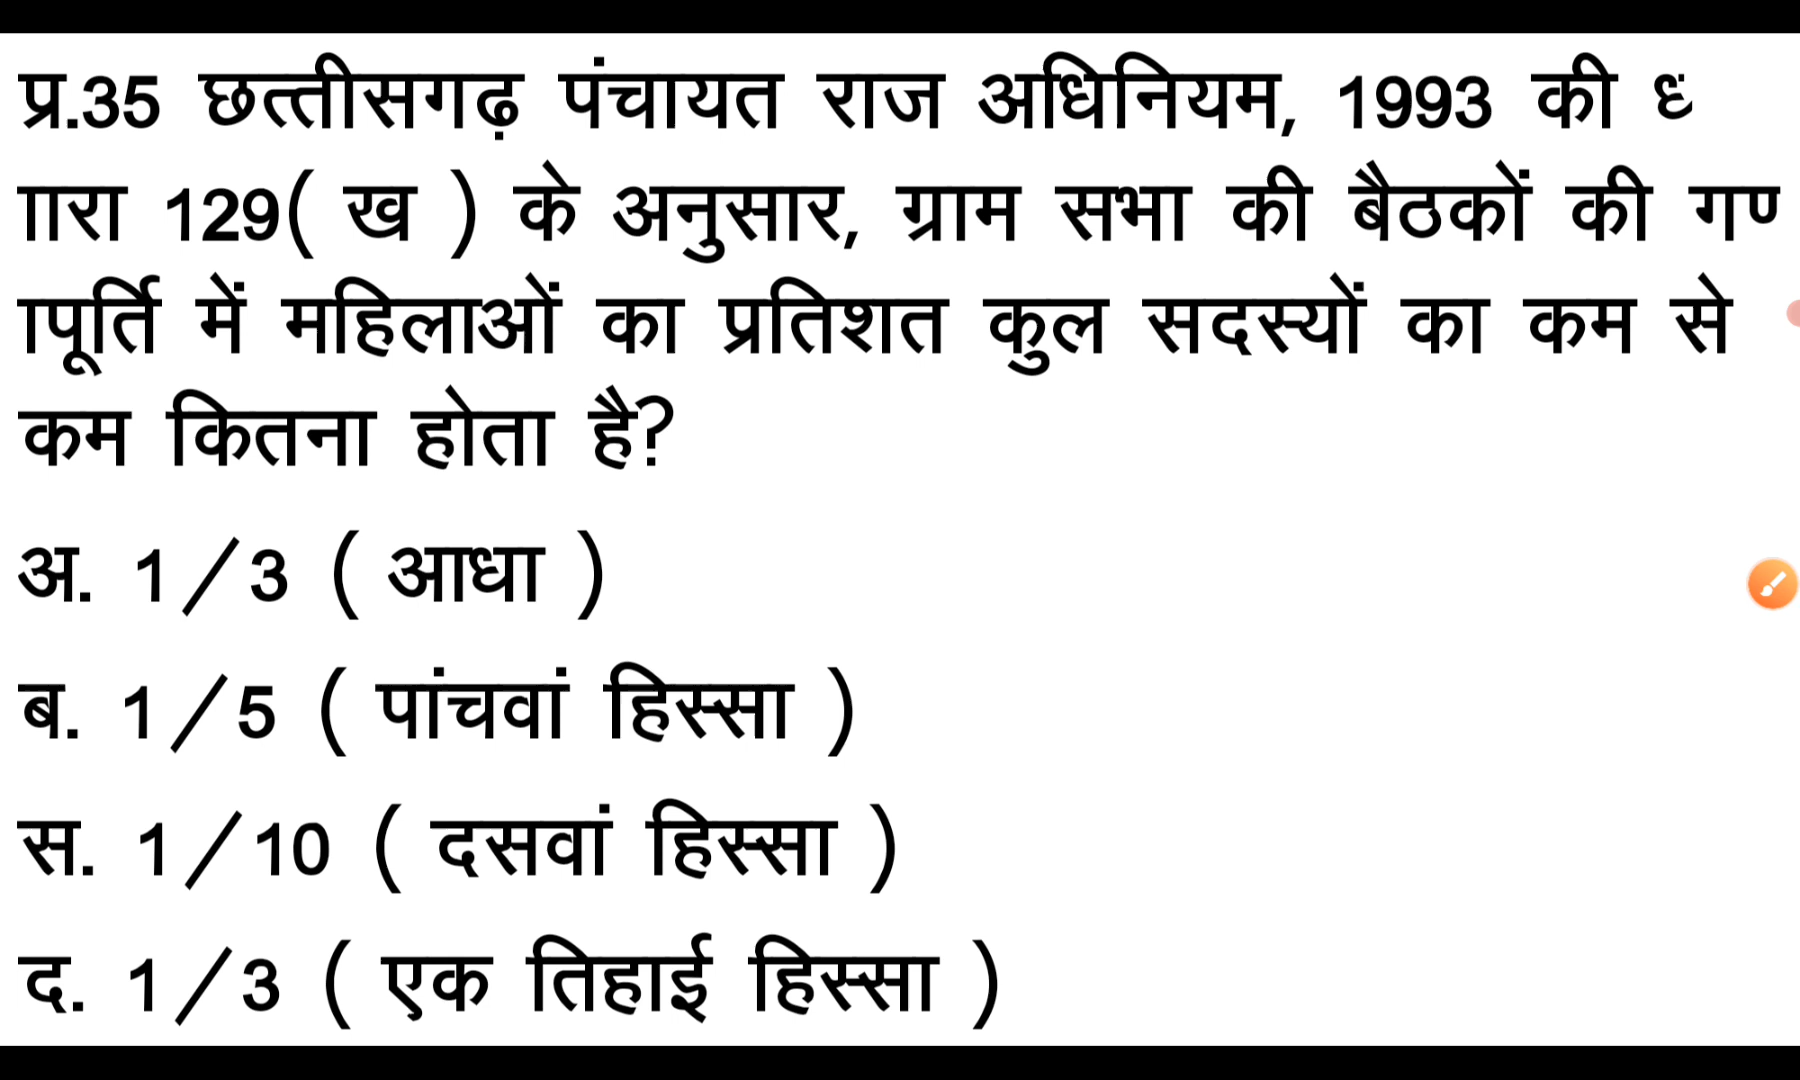 प्र.35 छत्तीसगढ़ पंचायत राज अधिनियम, 1993 की ध्
ाारा 129( ख ) के अनुसार, ग्राम सभा की बैठकों की गण्
ापूर्ति में महिलाओं का प्रतिशत कुल सदस्यों का कम से
कम कितना होता है?
अ. 1/3 ( आधा )
ब. 1/5 ( पांचवां हिस्सा )
स. 1/10 ( दसवां हिस्सा )
द. 1/3 ( एक तिहाई हिस्सा )